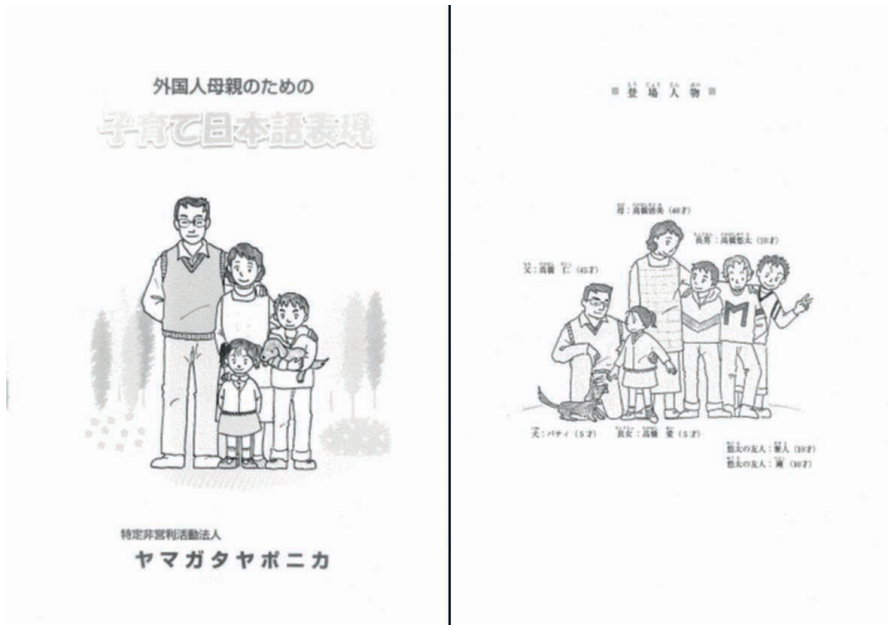 外国人母親のための
子育て日本語表現
特定非営利活動法人
ヤマガタヤポニカ
■ 登場人物 ■
母：高橋清美（40才）
長男：高橋悠太（10才）
父：高橋 仁（45才）
犬：パティ（5才） 長女：高橋 愛（5才）
悠太の友人：雅人（10才）
悠太の友人：剛（10才）